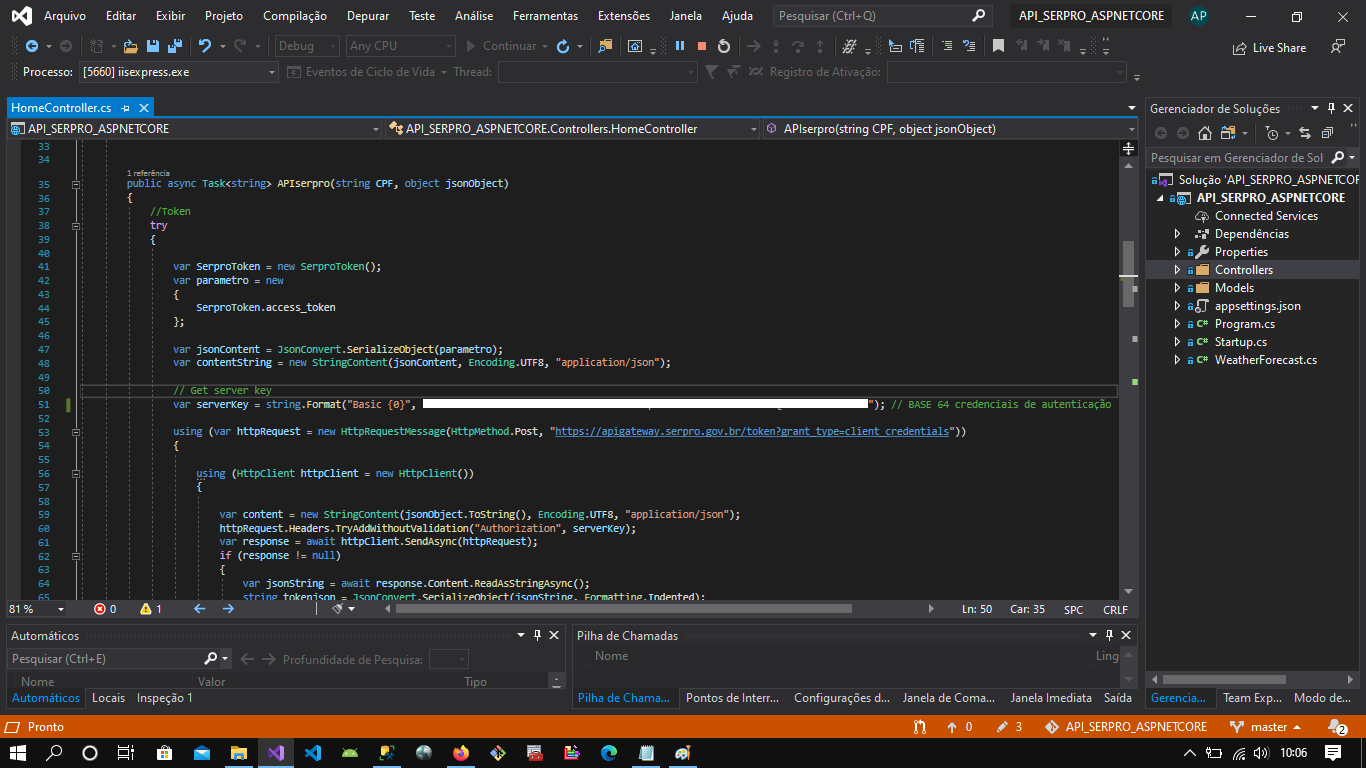 Arquivo Editar Exibir Projeto Compilação Depurar Teste Análise Ferramentas Extensões Janela Ajuda Pesquisar (Ctrl+Q) API_SERPRO_ASPNETCORE AP
Debug Any CPU Continuar Live Share
Processo: [5660] iisexpress.exe Eventos de Ciclo de Vida Thread: Registro de Ativação:
HomeController.cs
API_SERPRO_ASPNETCORE API_SERPRO_ASPNETCORE.Controllers.HomeController APIserpro(string CPF, object jsonObject)
33
34
1 referência
35 public async Task<string> APIserpro(string CPF, object jsonObject)
36 {
37 //Token
38 try
39 {
40
41 var SerproToken = new SerproToken();
42 var parametro = new
43 {
44 SerproToken.access_token
45 };
46
47 var jsonContent = JsonConvert.SerializeObject(parametro);
48 var contentString = new StringContent(jsonContent, Encoding.UTF8, "application/json");
49
50 // Get server key
51 var serverKey = string.Format("Basic {0}", "); // BASE 64 credenciais de autenticação
52
53 using (var httpRequest = new HttpRequestMessage(HttpMethod.Post, "https://apigateway.serpro.gov.br/token?grant_type=client_credentials"))
54 {
55
56 using (HttpClient httpClient = new HttpClient())
57 {
58
59 var content = new StringContent(jsonObject.ToString(), Encoding.UTF8, "application/json");
60 httpRequest.Headers.TryAddWithoutValidation("Authorization", serverKey);
61 var response = await httpClient.SendAsync(httpRequest);
62 if (response != null)
63 {
64 var jsonString = await response.Content.ReadAsStringAsync();
65 string tokenjson = JsonConvert.SerializeObject(jsonString, Formatting.Indented);
81 % 0 1 Ln: 50 Car: 35 SPC CRLF
Gerenciador de Soluções
Pesquisar em Gerenciador de Sol
Solução 'API_SERPRO_ASPNETCOR
API_SERPRO_ASPNETCORE
Connected Services
Dependências
Properties
Controllers
Models
appsettings.json
Program.cs
Startup.cs
WeatherForecast.cs
Automáticos
Pesquisar (Ctrl+E) Profundidade de Pesquisa:
Nome Valor Tipo
Automáticos Locais Inspeção 1
Pilha de Chamadas
Nome Ling
Pilha de Chama... Pontos de Interr... Configurações d... Janela de Coma... Janela Imediata Saída
Gerencia... Team Exp... Modo de...
Pronto 0 3 API_SERPRO_ASPNETCORE master 2
10:06